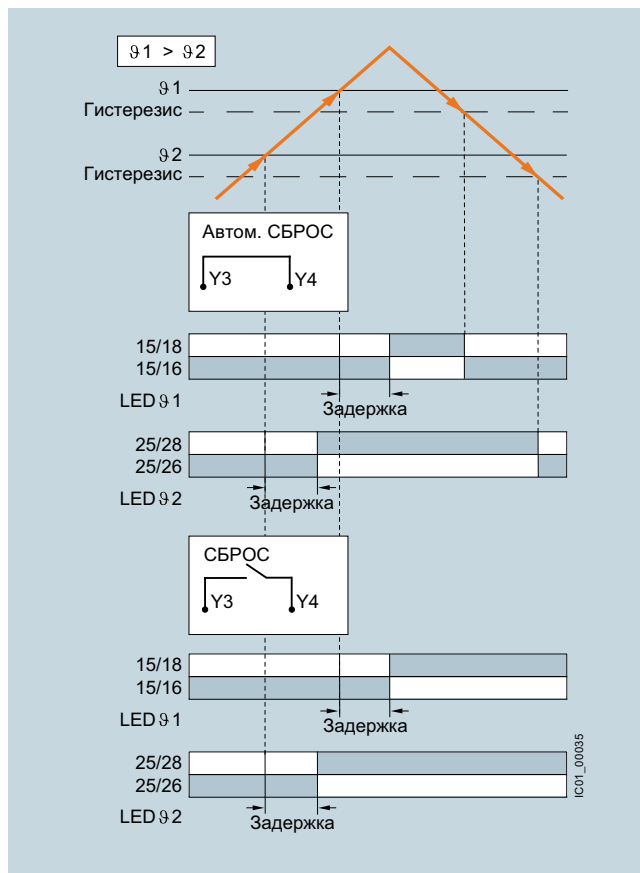 ϑ1 > ϑ2
ϑ1
Гистерезис
ϑ2
Гистерезис
Автом. СБРОС
Y3 Y4
15/18
15/16
LED ϑ1
Задержка
25/28
25/26
LED ϑ2
Задержка
СБРОС
Y3 Y4
15/18
15/16
LED ϑ1
Задержка
25/28
25/26
LED ϑ2
Задержка
IC01_00035